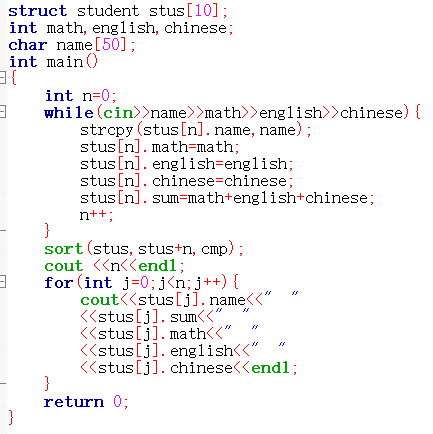 struct student stus[10];
int math,english,chinese;
char name[50];
int main()
{
    int n=0;
    while(cin>>name>>math>>english>>chinese){
        strcpy(stus[n].name,name);
        stus[n].math=math;
        stus[n].english=english;
        stus[n].chinese=chinese;
        stus[n].sum=math+english+chinese;
        n++;
    }
    sort(stus,stus+n,cmp);
    cout <<n<<endl;
    for(int j=0;j<n;j++){
        cout<<stus[j].name<<"  "
        <<stus[j].sum<<"  "
        <<stus[j].math<<"  "
        <<stus[j].english<<"  "
        <<stus[j].chinese<<endl;
    }
    return 0;
}